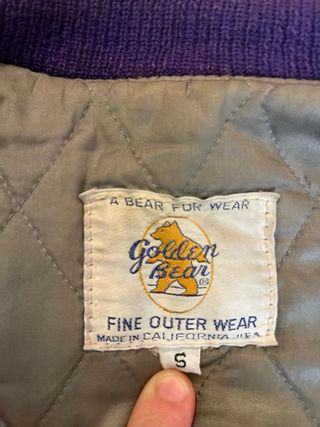 A BEAR FOR WEAR
Golden
Bear
®
FINE OUTER WEAR
MADE IN CALIFORNIA U.S.A.
S